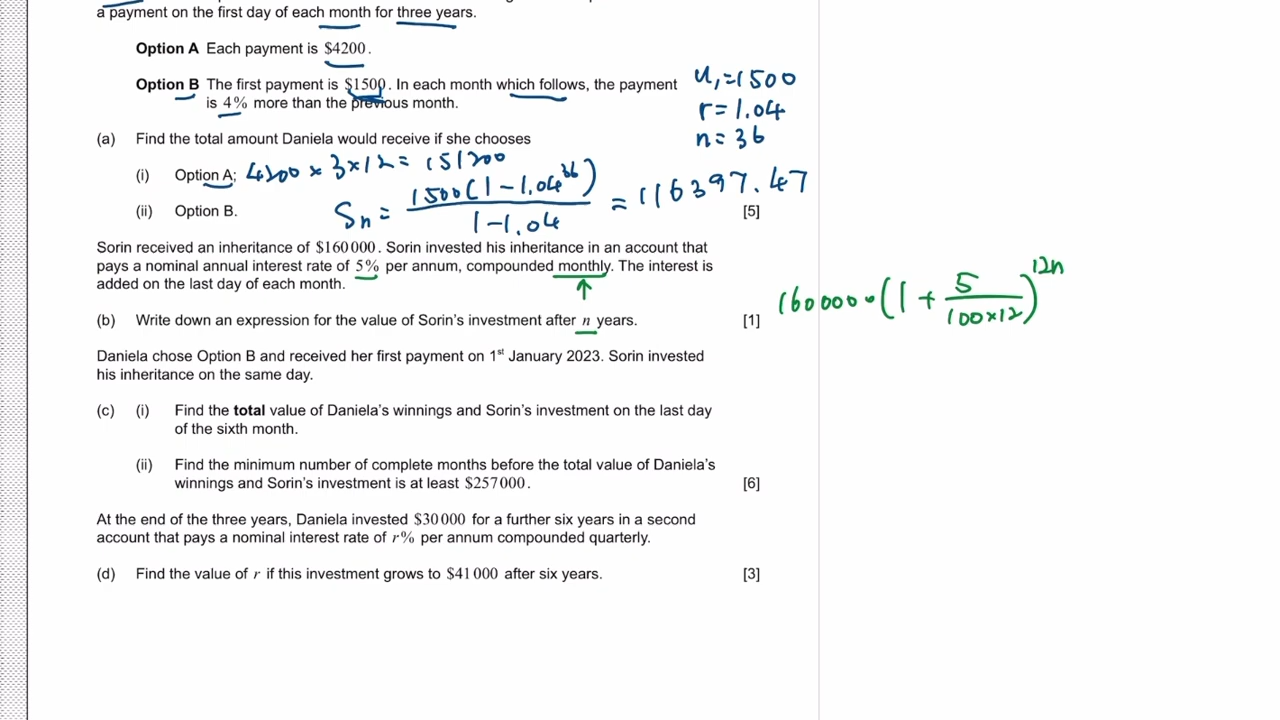 a payment on the first day of each month for three years.
Option A Each payment is $4200.
Option B The first payment is $1500. In each month which follows, the payment
is 4% more than the previous month.
u₁=1500
r=1.04
n=36
(a) Find the total amount Daniela would receive if she chooses
(i) Option A; 4200×3×12=151200
(ii) Option B. Sₙ = 1500(1-1.04³⁶)/(1-1.04) = 116397.47 [5]
Sorin received an inheritance of $160000. Sorin invested his inheritance in an account that
pays a nominal annual interest rate of 5% per annum, compounded monthly. The interest is
added on the last day of each month.
160000·(1+5/(100×12))^12n
(b) Write down an expression for the value of Sorin's investment after n years. [1]
Daniela chose Option B and received her first payment on 1st January 2023. Sorin invested
his inheritance on the same day.
(c) (i) Find the total value of Daniela's winnings and Sorin's investment on the last day
of the sixth month.
(ii) Find the minimum number of complete months before the total value of Daniela's
winnings and Sorin's investment is at least $257000. [6]
At the end of the three years, Daniela invested $30000 for a further six years in a second
account that pays a nominal interest rate of r% per annum compounded quarterly.
(d) Find the value of r if this investment grows to $41000 after six years. [3]